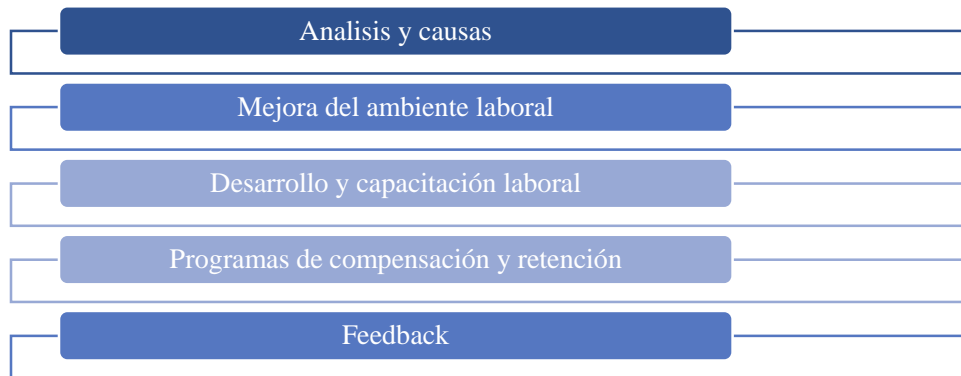 Analisis y causas
Mejora del ambiente laboral
Desarrollo y capacitación laboral
Programas de compensación y retención
Feedback